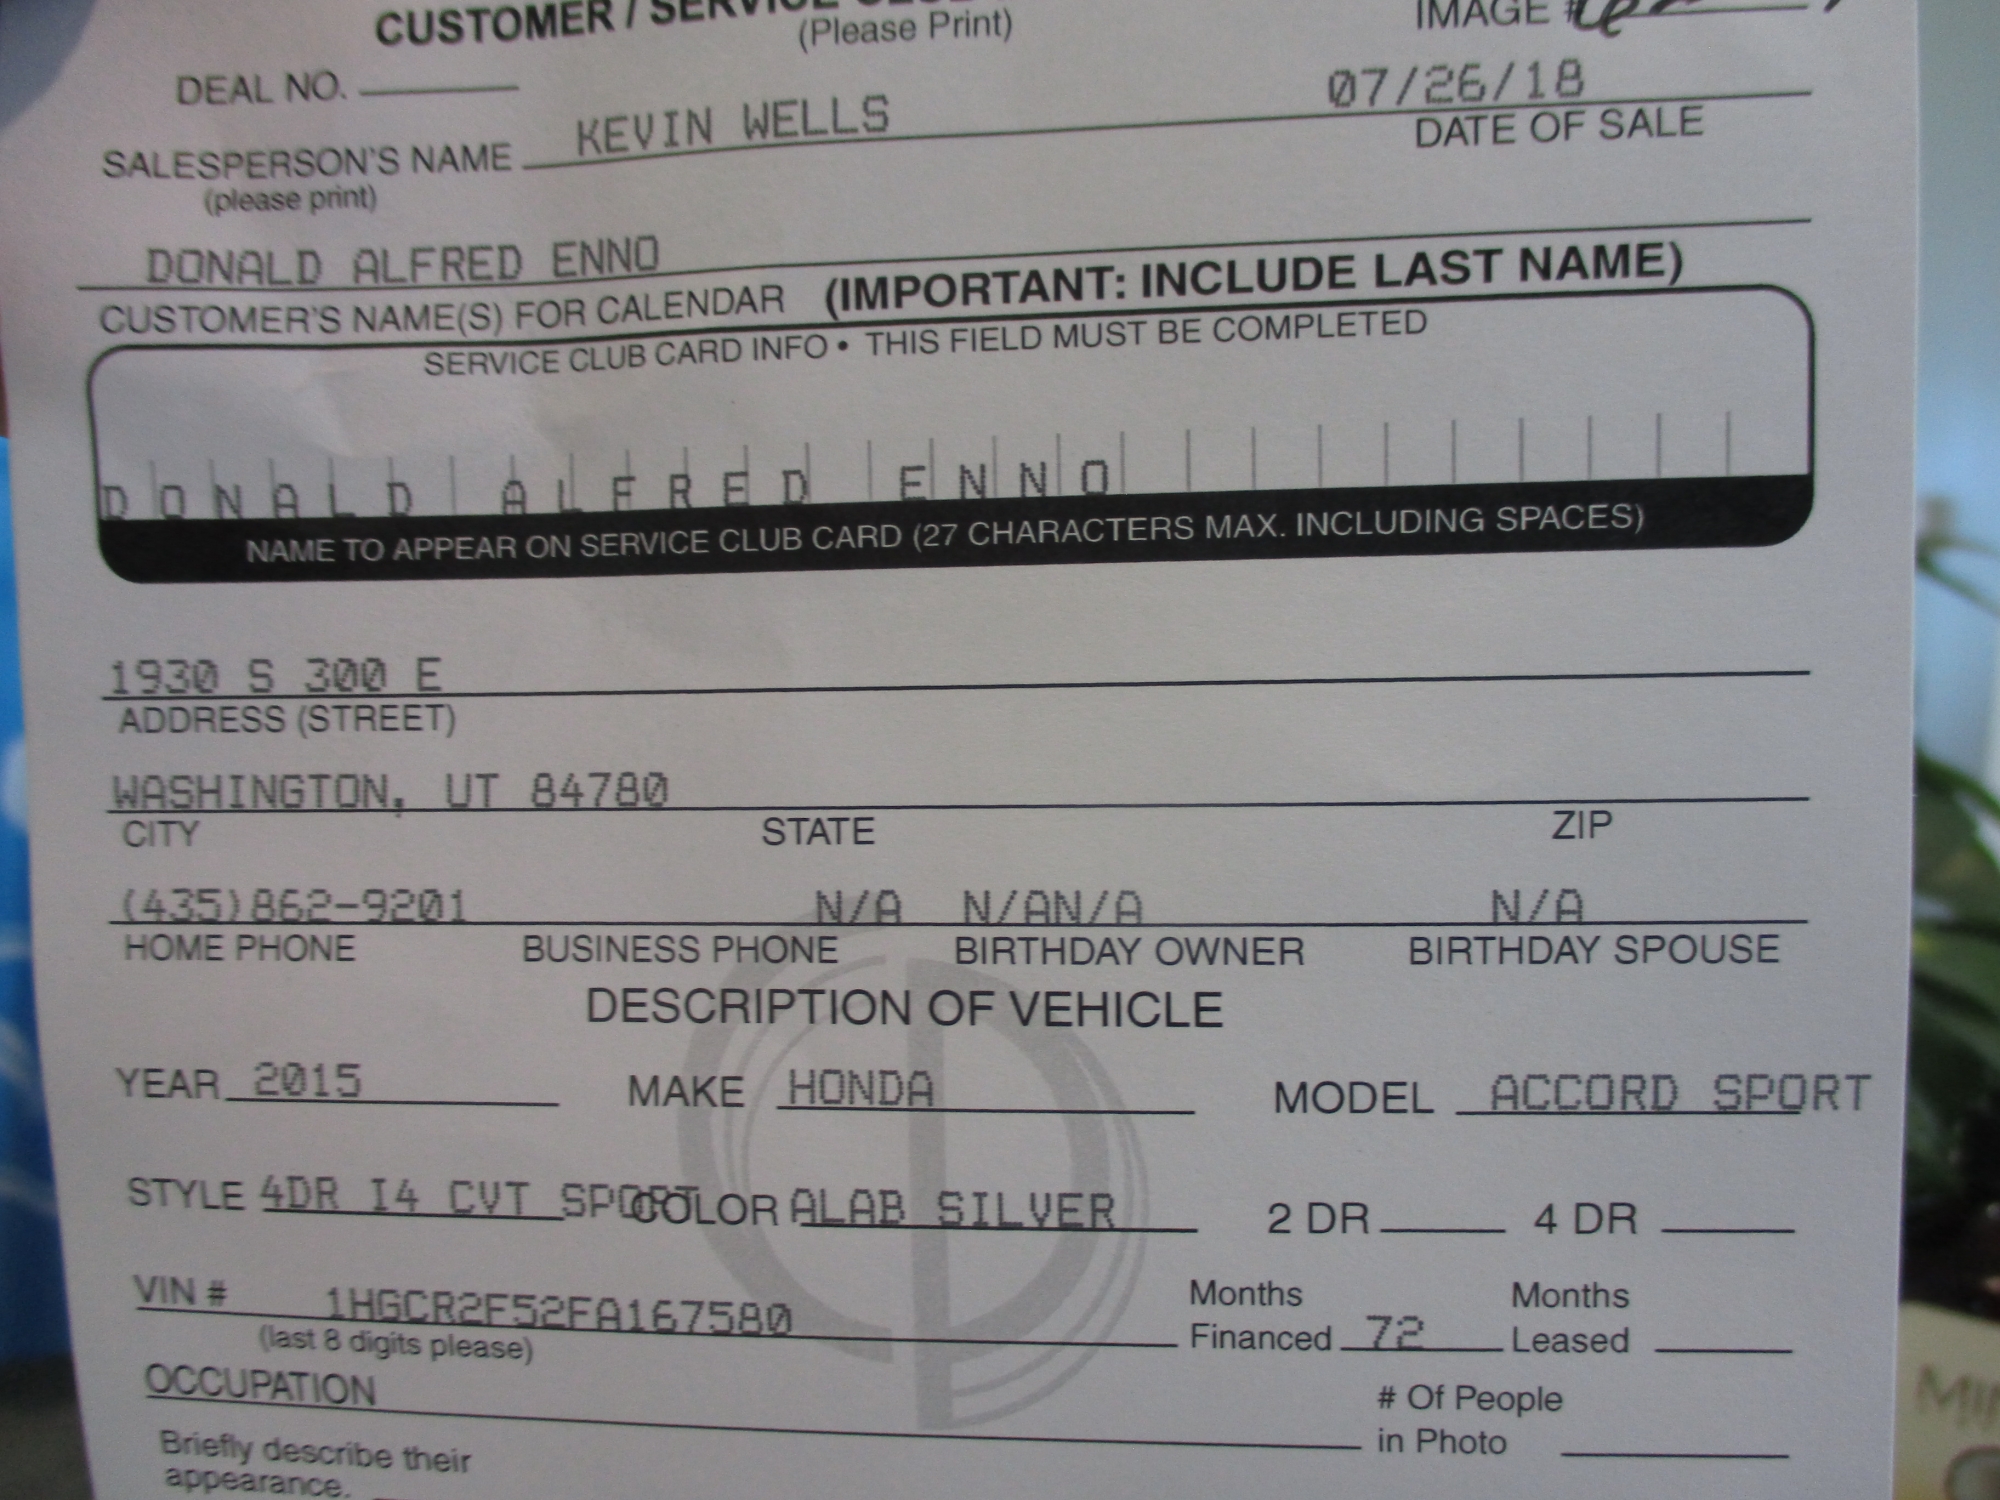 CUSTOMER / SERVICE
(Please Print)
IMAGE #
DEAL NO.
07/26/18
DATE OF SALE
SALESPERSON'S NAME KEVIN WELLS
(please print)
DONALD ALFRED ENNO
CUSTOMER'S NAME(S) FOR CALENDAR (IMPORTANT: INCLUDE LAST NAME)
SERVICE CLUB CARD INFO • THIS FIELD MUST BE COMPLETED
DONALD ALFRED ENNO
NAME TO APPEAR ON SERVICE CLUB CARD (27 CHARACTERS MAX. INCLUDING SPACES)
1930 S 300 E
ADDRESS (STREET)
WASHINGTON, UT 84780
CITY STATE ZIP
(435)862-9201 N/A N/AN/A N/A
HOME PHONE BUSINESS PHONE BIRTHDAY OWNER BIRTHDAY SPOUSE
DESCRIPTION OF VEHICLE
YEAR 2015 MAKE HONDA MODEL ACCORD SPORT
STYLE 4DR I4 CVT SPORT COLOR ALAB SILVER 2 DR 4 DR
VIN # 1HGCR2F52FA167580
(last 8 digits please)
Months Financed 72
Months Leased
OCCUPATION
# Of People
in Photo
Briefly describe their
appearance.